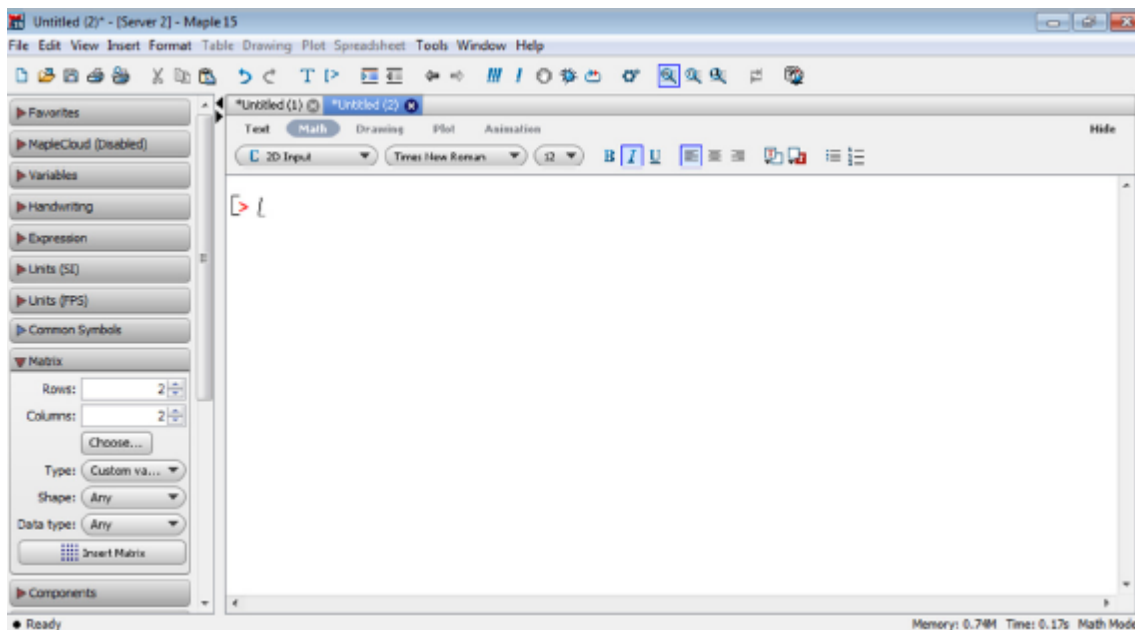 Untitled (2)* - [Server 2] - Maple 15
File Edit View Insert Format Table Drawing Plot Spreadsheet Tools Window Help
*Untitled (1) *Untitled (2)
Text Math Drawing Plot Animation Hide
C 2D Input Times New Roman 12 B I U
>
Favorites
MapleCloud (Disabled)
Variables
Handwriting
Expression
Units (SI)
Units (FPS)
Common Symbols
Matrix
Rows: 2
Columns: 2
Choose...
Type: Custom va...
Shape: Any
Data type: Any
Insert Matrix
Components
Ready Memory: 0.74M Time: 0.17s Math Mode